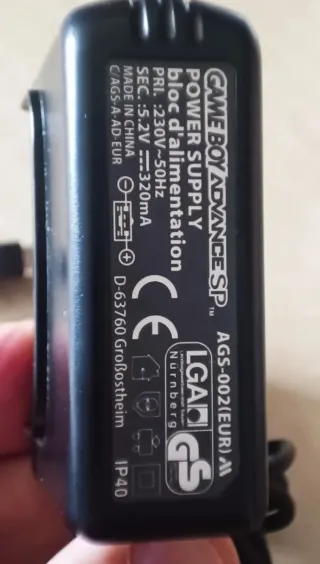 GAME BOY ADVANCE SP™
POWER SUPPLY AGS-002(EUR)
bloc d'alimentation
PRI. :230V~50Hz
SEC. :5.2V⎓320mA
MADE IN CHINA
C/AGS-A-AD-EUR
CE
LGA
Nürnberg
GS
D-63760 Großostheim
IP40